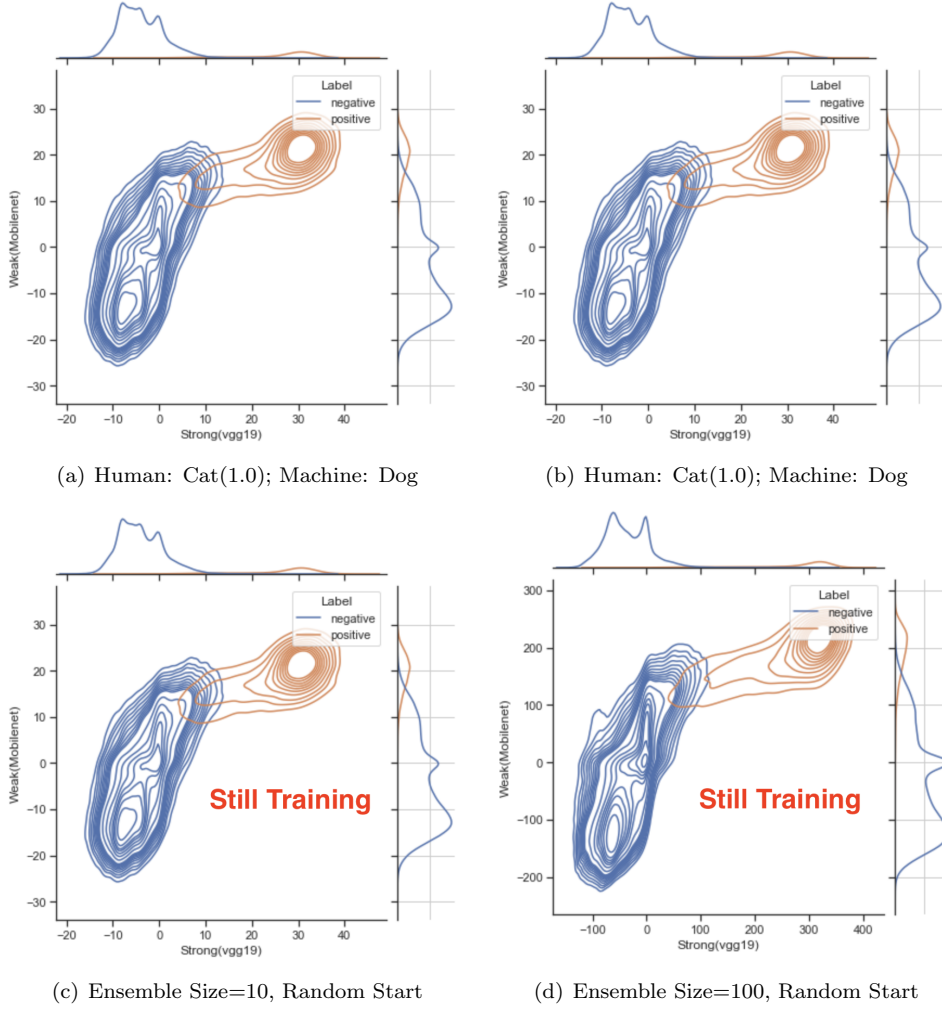 Label
negative
positive
30
20
10
0
−10
−20
−30
Weak(Mobilenet)
−20 −10 0 10 20 30 40
Strong(vgg19)
(a) Human: Cat(1.0); Machine: Dog
Label
negative
positive
30
20
10
0
−10
−20
−30
Weak(Mobilenet)
−20 −10 0 10 20 30 40
Strong(vgg19)
(b) Human: Cat(1.0); Machine: Dog
Label
negative
positive
30
20
10
0
−10
−20
−30
Weak(Mobilenet)
Still Training
−20 −10 0 10 20 30 40
Strong(vgg19)
(c) Ensemble Size=10, Random Start
Label
negative
positive
300
200
100
0
−100
−200
Weak(Mobilenet)
Still Training
−100 0 100 200 300 400
Strong(vgg19)
(d) Ensemble Size=100, Random Start